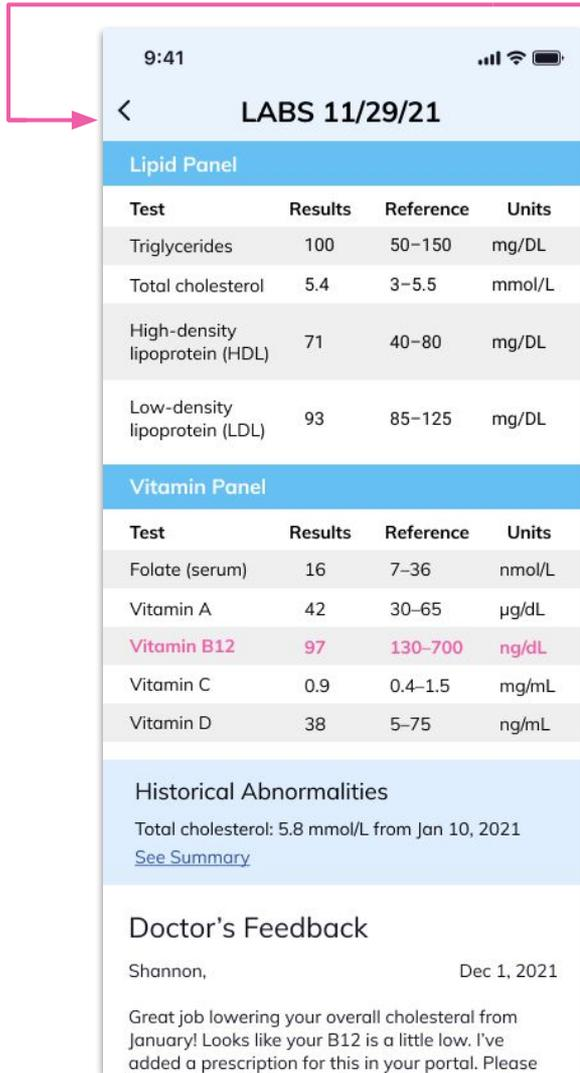 9:41
LABS 11/29/21
Lipid Panel
Test Results Reference Units
Triglycerides 100 50–150 mg/DL
Total cholesterol 5.4 3–5.5 mmol/L
High-density
lipoprotein (HDL) 71 40–80 mg/DL
Low-density
lipoprotein (LDL) 93 85–125 mg/DL
Vitamin Panel
Test Results Reference Units
Folate (serum) 16 7–36 nmol/L
Vitamin A 42 30–65 µg/dL
Vitamin B12 97 130–700 ng/dL
Vitamin C 0.9 0.4–1.5 mg/mL
Vitamin D 38 5–75 ng/mL
Historical Abnormalities
Total cholesterol: 5.8 mmol/L from Jan 10, 2021
See Summary
Doctor’s Feedback
Shannon, Dec 1, 2021
Great job lowering your overall cholesteral from
January! Looks like your B12 is a little low. I’ve
added a prescription for this in your portal. Please